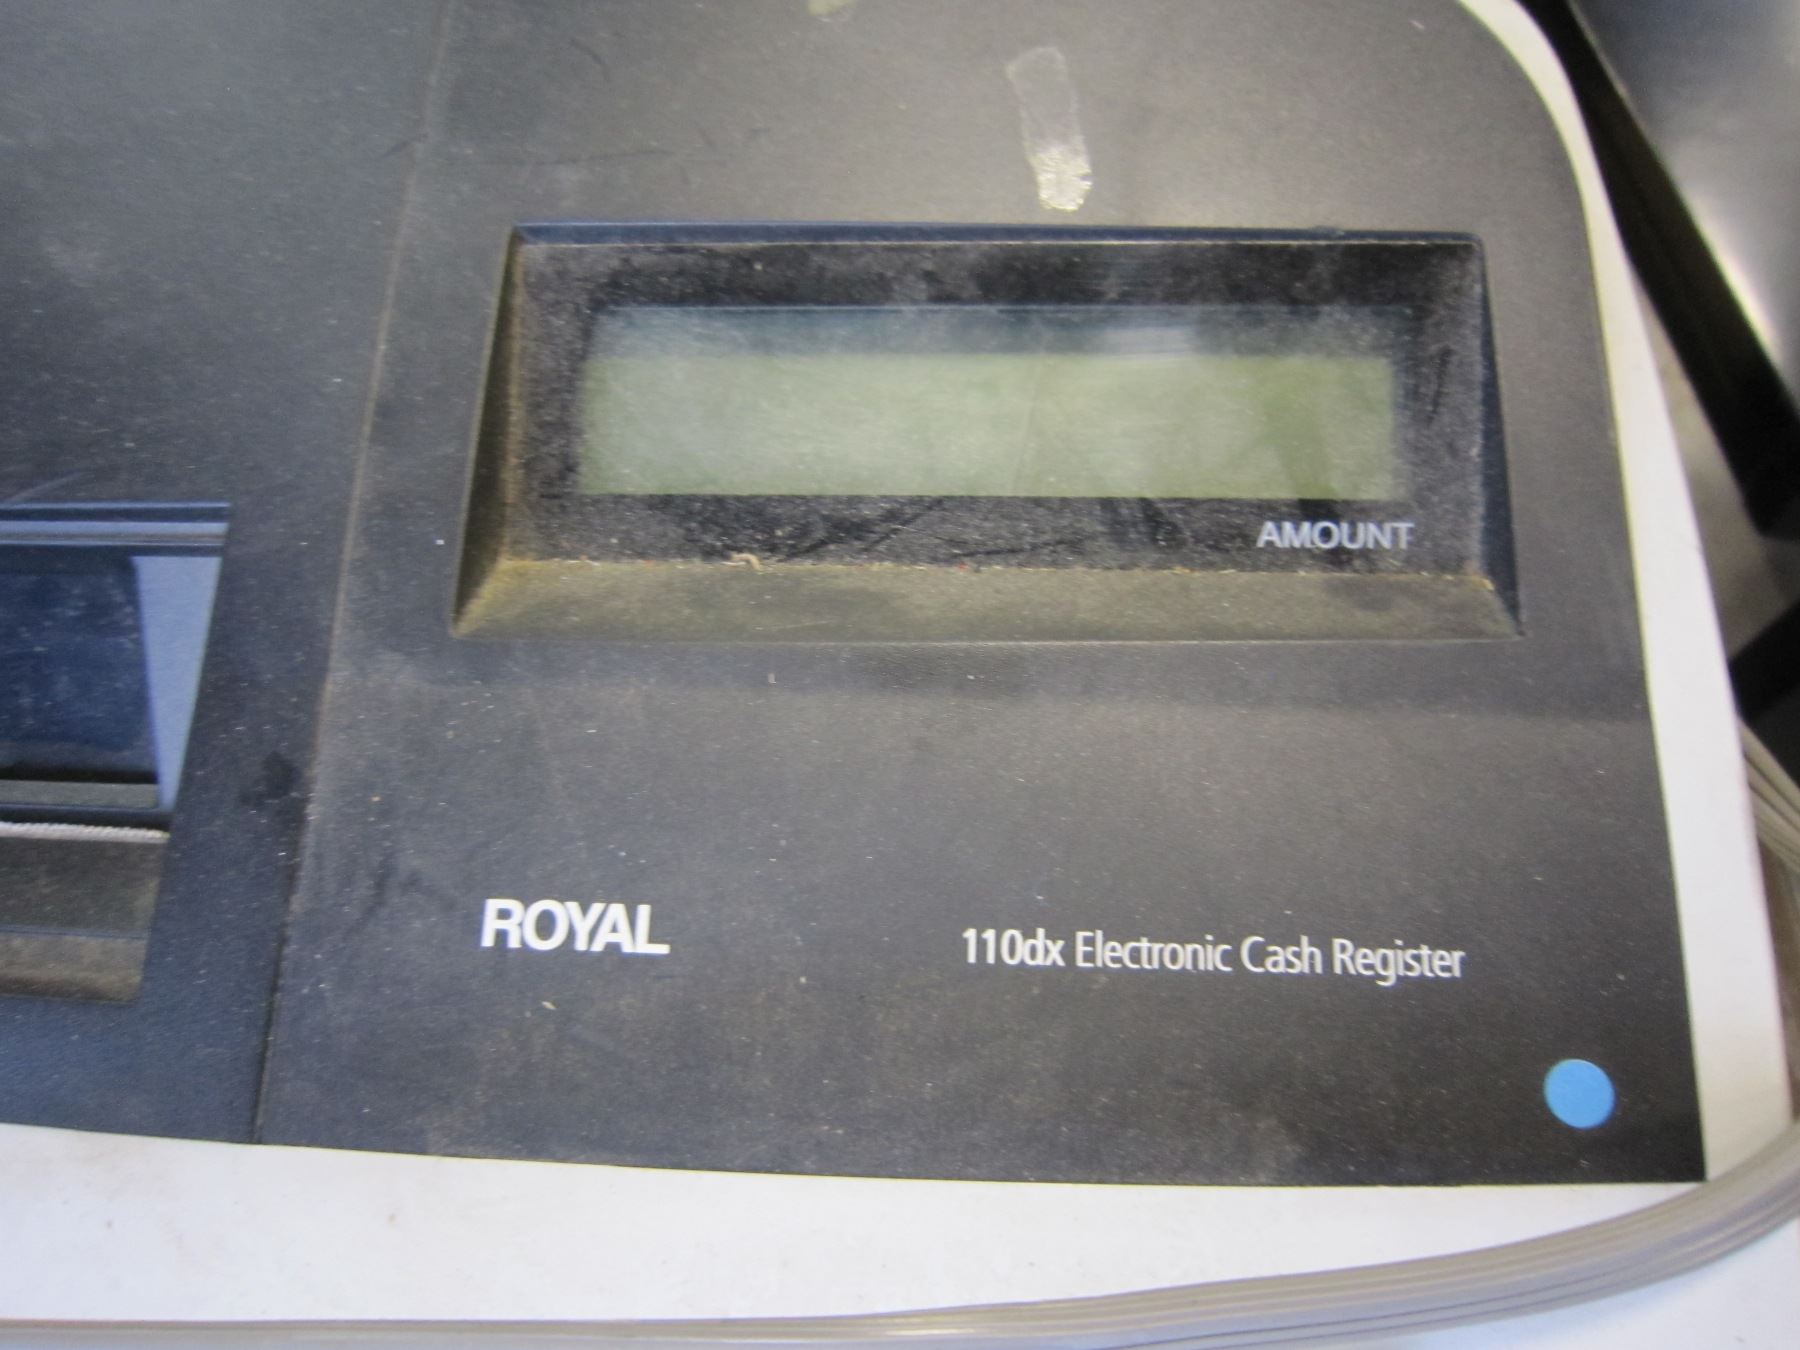 AMOUNT
ROYAL
110dx Electronic Cash Register